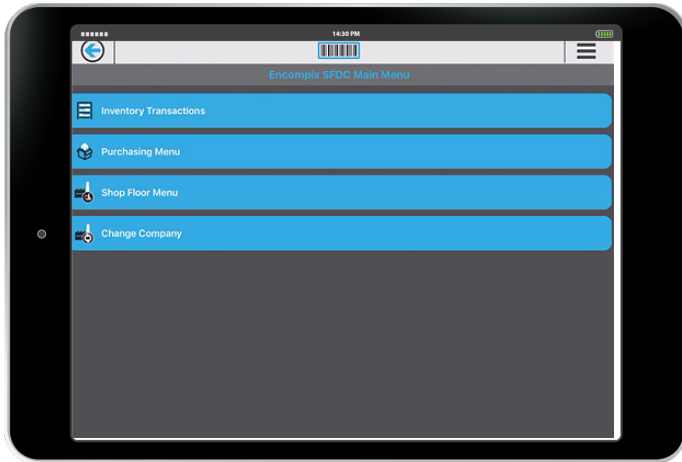 14:30 PM
Encompix SFDC Main Menu
Inventory Transactions
Purchasing Menu
Shop Floor Menu
Change Company